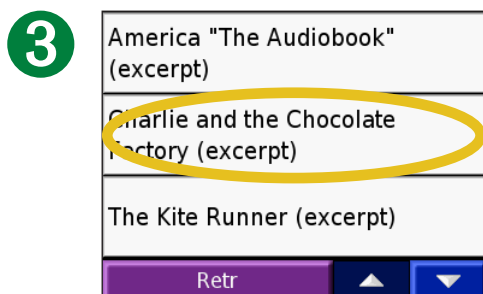 3
America "The Audiobook"
(excerpt)
Charlie and the Chocolate
Factory (excerpt)
The Kite Runner (excerpt)
Retr